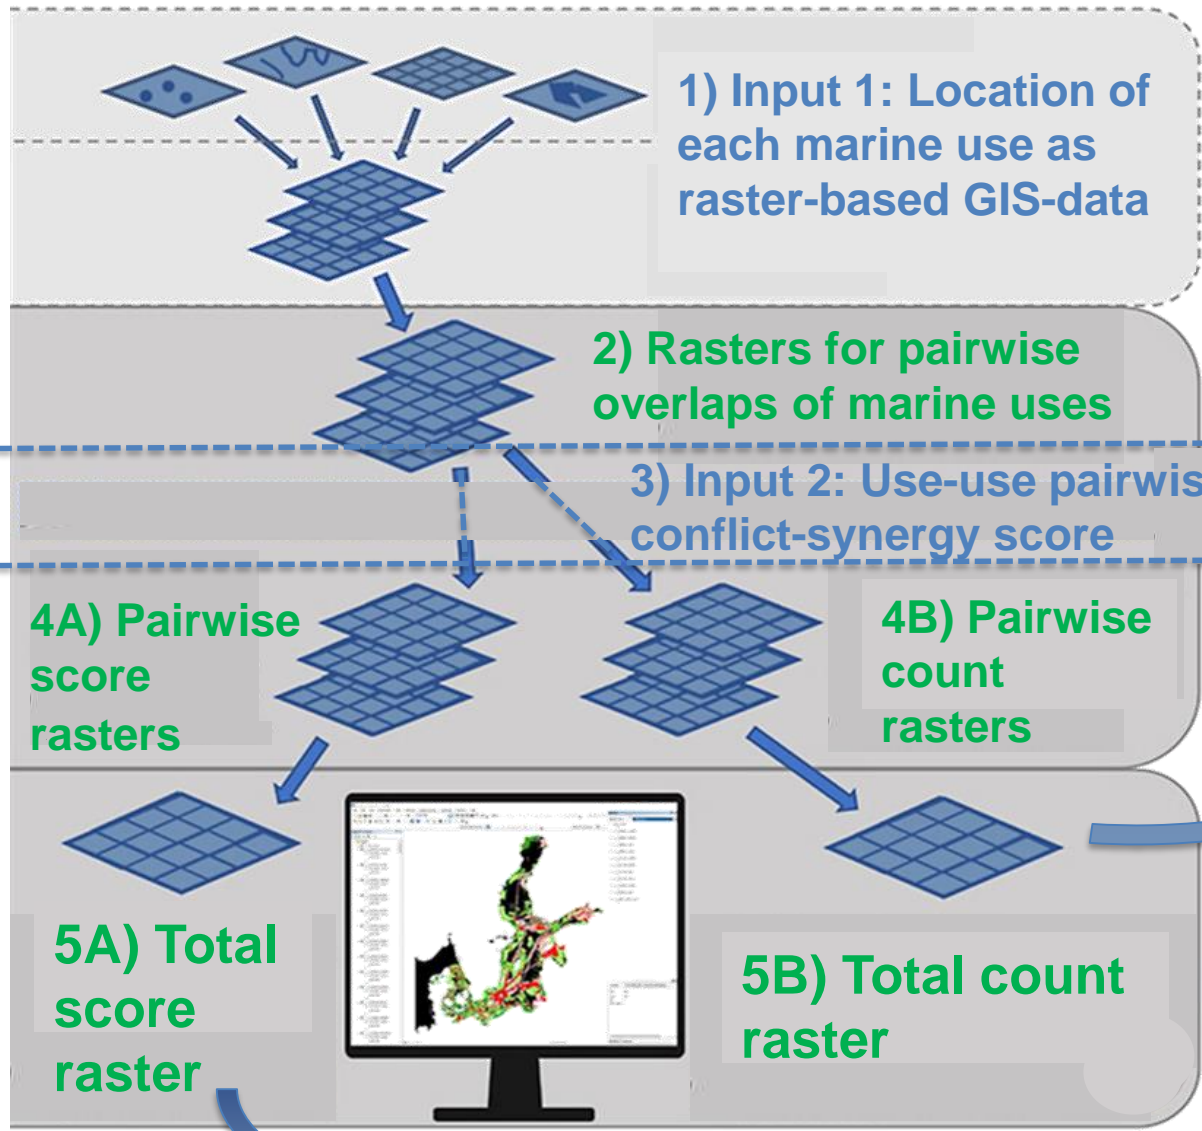 1) Input 1: Location of
each marine use as
raster-based GIS-data
2) Rasters for pairwise
overlaps of marine uses
3) Input 2: Use-use pairwis
conflict-synergy score
4A) Pairwise
score
rasters
4B) Pairwise
count
rasters
5A) Total
score
raster
5B) Total count
raster